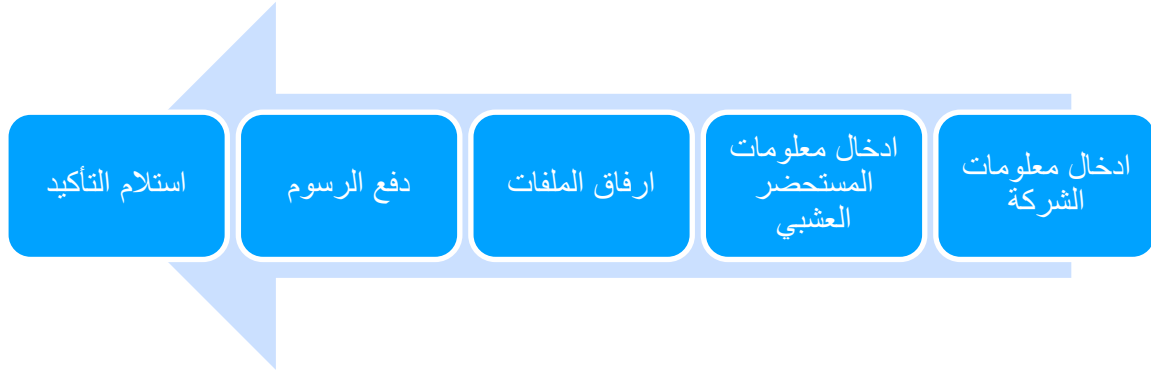 ادخال معلومات
الشركة
ادخال معلومات
المستحضر
العشبي
ارفاق الملفات
دفع الرسوم
استلام التأكيد